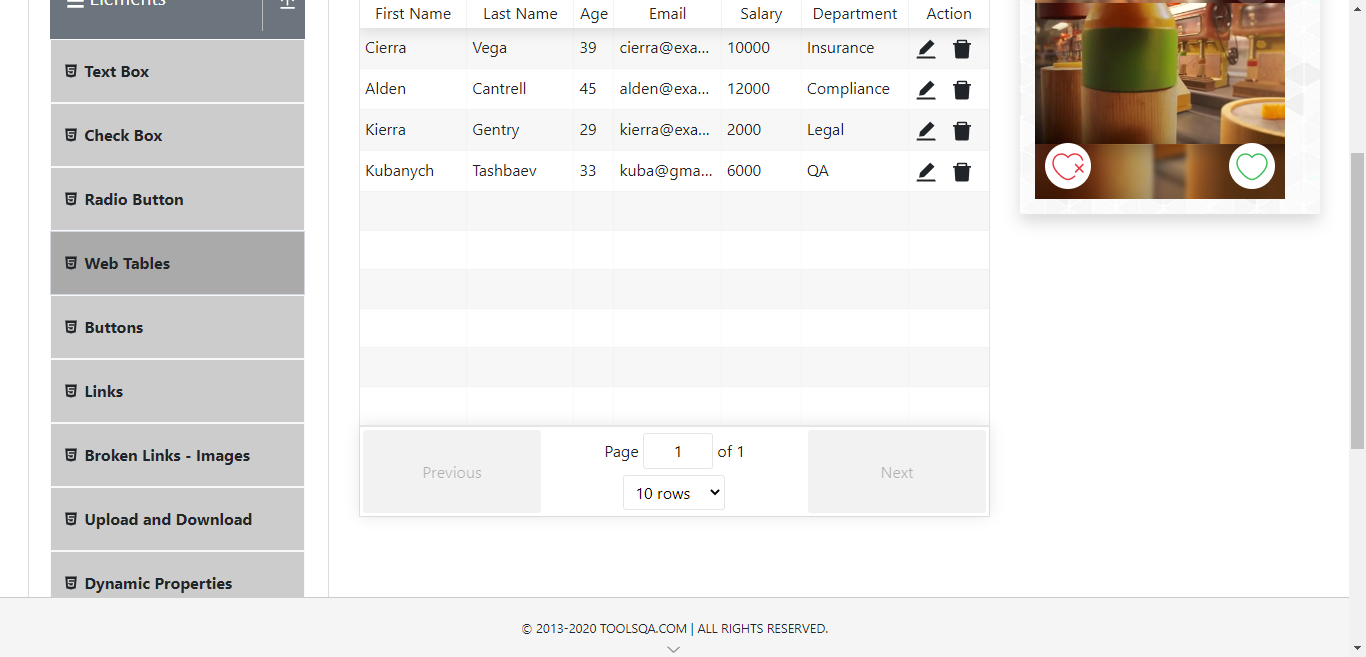 Elements
Text Box
Check Box
Radio Button
Web Tables
Buttons
Links
Broken Links - Images
Upload and Download
Dynamic Properties
First Name Last Name Age Email Salary Department Action
Cierra Vega 39 cierra@exa... 10000 Insurance
Alden Cantrell 45 alden@exa... 12000 Compliance
Kierra Gentry 29 kierra@exa... 2000 Legal
Kubanych Tashbaev 33 kuba@gma... 6000 QA
Previous
Page 1 of 1
10 rows
Next
© 2013-2020 TOOLSQA.COM | ALL RIGHTS RESERVED.